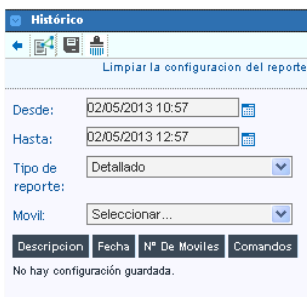 Histórico
Limpiar la configuracion del reporte
Desde: 02/05/2013 10:57
Hasta: 02/05/2013 12:57
Tipo de reporte: Detallado
Movil: Seleccionar...
Descripcion Fecha N° De Moviles Comandos
No hay configuración guardada.